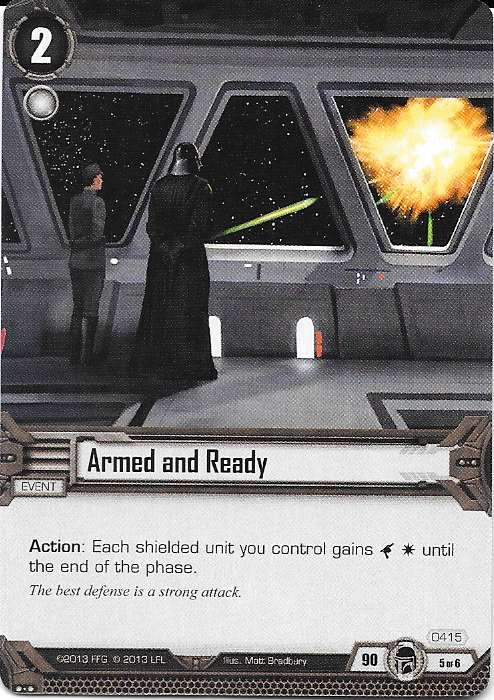 2
Armed and Ready
EVENT
Action: Each shielded unit you control gains until
the end of the phase.
The best defense is a strong attack.
0415
©2013 FFG © 2013 LFL
Illus. Matt Bradbury
90
5 of 6